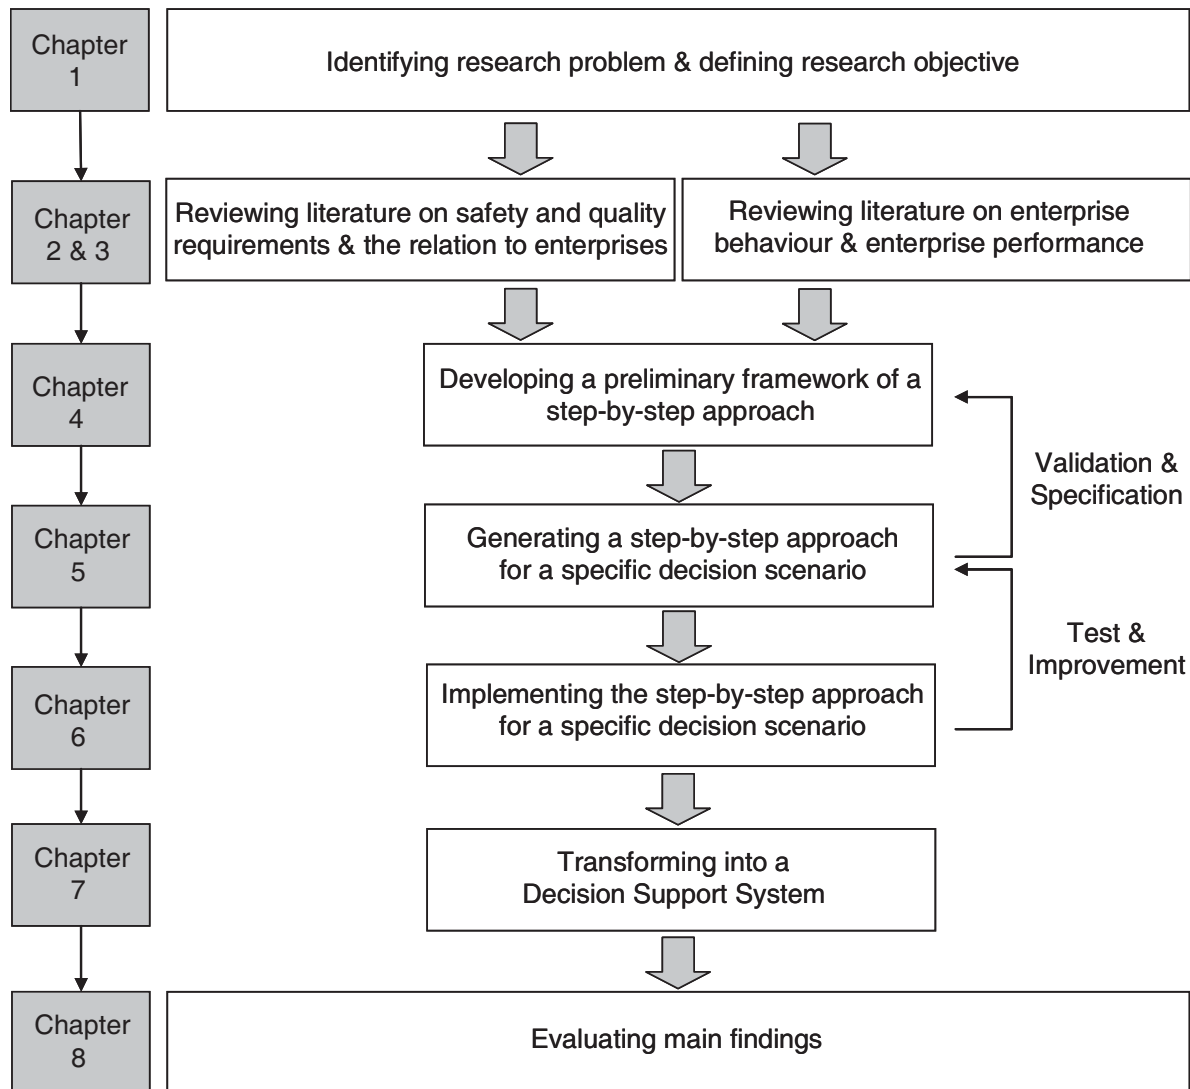 Chapter
1
Identifying research problem & defining research objective
Chapter
2 & 3
Reviewing literature on safety and quality
requirements & the relation to enterprises
Reviewing literature on enterprise
behaviour & enterprise performance
Chapter
4
Developing a preliminary framework of a
step-by-step approach
Validation &
Specification
Chapter
5
Generating a step-by-step approach
for a specific decision scenario
Test &
Improvement
Chapter
6
Implementing the step-by-step approach
for a specific decision scenario
Chapter
7
Transforming into a
Decision Support System
Chapter
8
Evaluating main findings